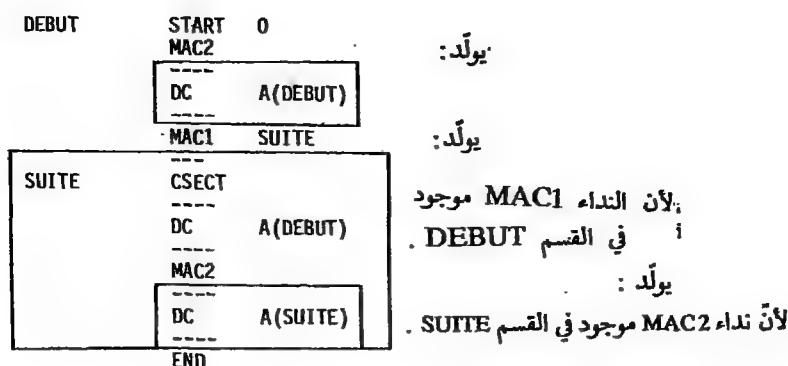 DEBUT START 0
MAC2 يولّد:
----
DC A(DEBUT)
----
MAC1 SUITE يولّد:
---
SUITE CSECT
---- لأن النداء MAC1 موجود
DC A(DEBUT) في القسم DEBUT .
----
MAC2 يولّد :
----
DC A(SUITE) لأنّ نداء MAC2 موجود في القسم SUITE .
----
END